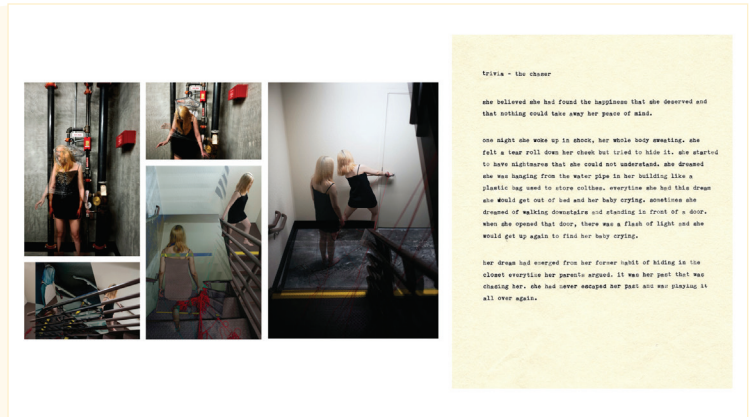 trivia - the chaser
she believed she had found the happiness that she deserved and
that nothing could take away her peace of mind.
one night she woke up in shock, her whole body sweating. she
felt a tear roll down her cheek but tried to hide it. she started
to have nightmares that she could not understand. she dreamed
she was hanging from the water pipe in her building like a
plastic bag used to store colthes. everytime she had this dream
she would get out of bed and her baby crying. sometimes she
dreamed of walking downstairs and standing in front of a door.
when she opened that door, there was a flash of light and she
would get up again to find her baby crying.
her dream had emerged from her former habit of hiding in the
closet everytime her parents argued. it was her past that was
chasing her. she had never escaped her past and was playing it
all over again.